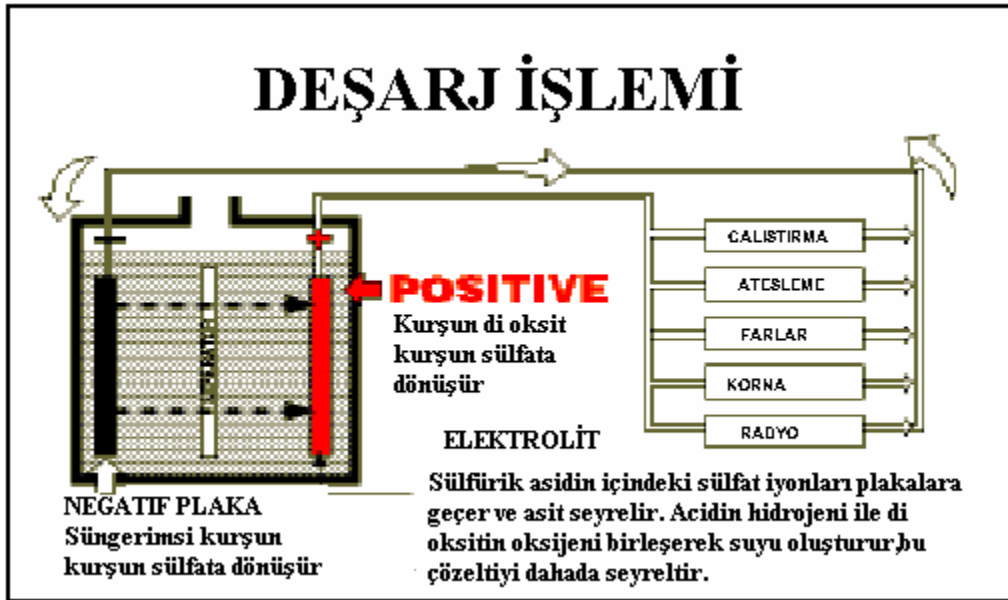 DEŞARJ İŞLEMİ
CALISTIRMA
ATESLEME
FARLAR
KORNA
RADYO
POSITIVE
Kurşun di oksit
kurşun sülfata
dönüşür
NEGATIF PLAKA
Süngerimsi kurşun
kurşun sülfata dönüşür
ELEKTROLİT
Sülfürik asidin içindeki sülfat iyonları plakalara
geçer ve asit seyrelir. Acidin hidrojeni ile di
oksitin oksijeni birleşerek suyu oluşturur,bu
çözeltiyi dahada seyreltir.